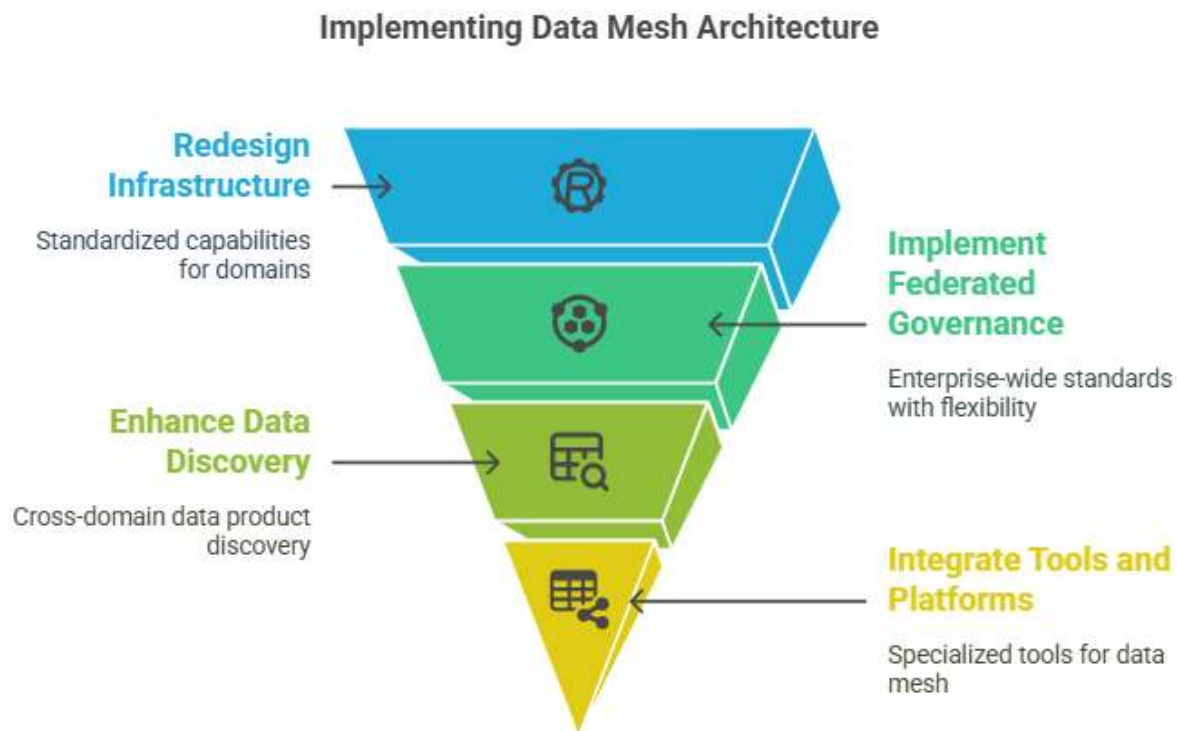 Implementing Data Mesh Architecture
Redesign
Infrastructure
Standardized capabilities
for domains
R
Implement
Federated
Governance
Enterprise-wide standards
with flexibility
Enhance Data
Discovery
Cross-domain data product
discovery
Integrate Tools and
Platforms
Specialized tools for data
mesh